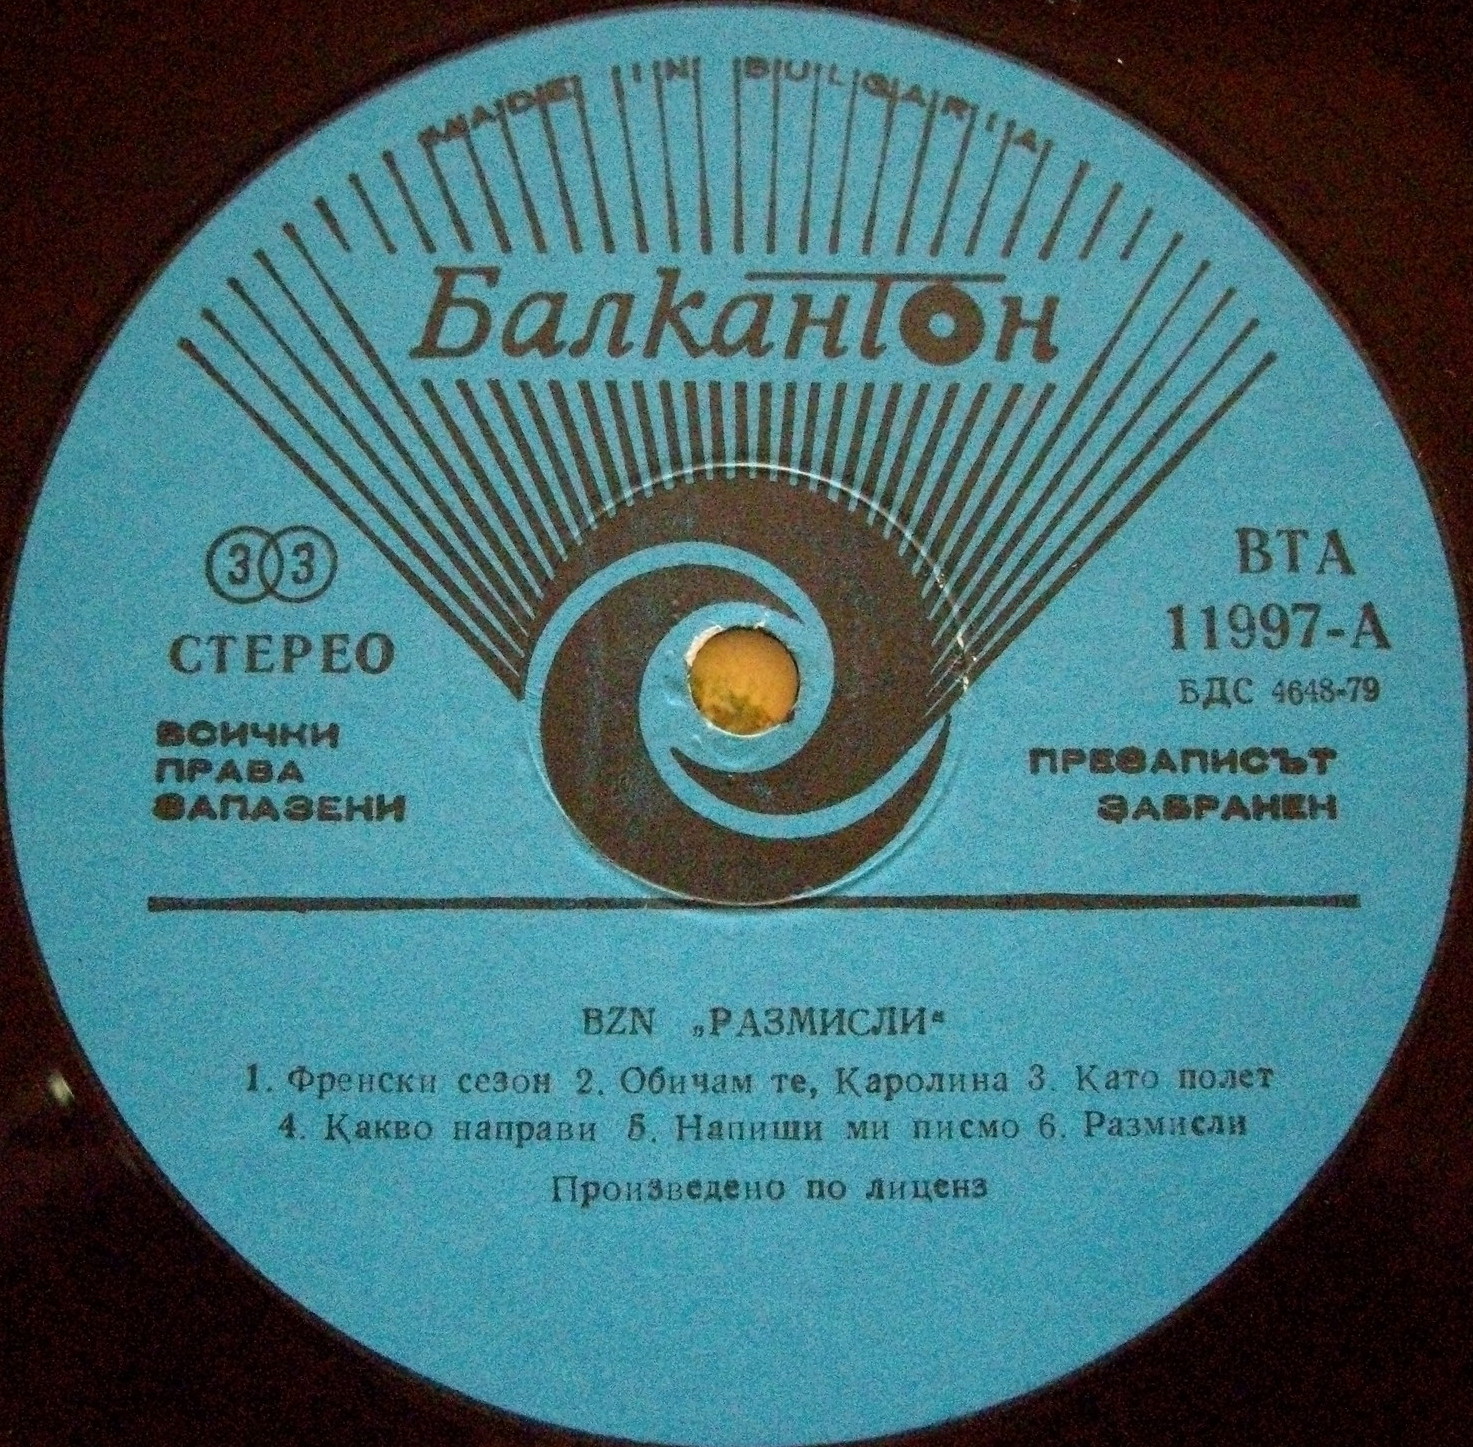 MADE IN BULGARIA
Балкантон
33
СТЕРЕО
ВСИЧКИ
ПРАВА
ЗАПАЗЕНИ
ВТА
11997-А
БДС 4648-79
ПРЕЗАПИСЪТ
ЗАБРАНЕН
BZN „РАЗМИСЛИ“
1. Френски сезон 2. Обичам те, Каролина 3. Като полет
4. Какво направи 5. Напиши ми писмо 6. Размисли
Произведено по лиценз